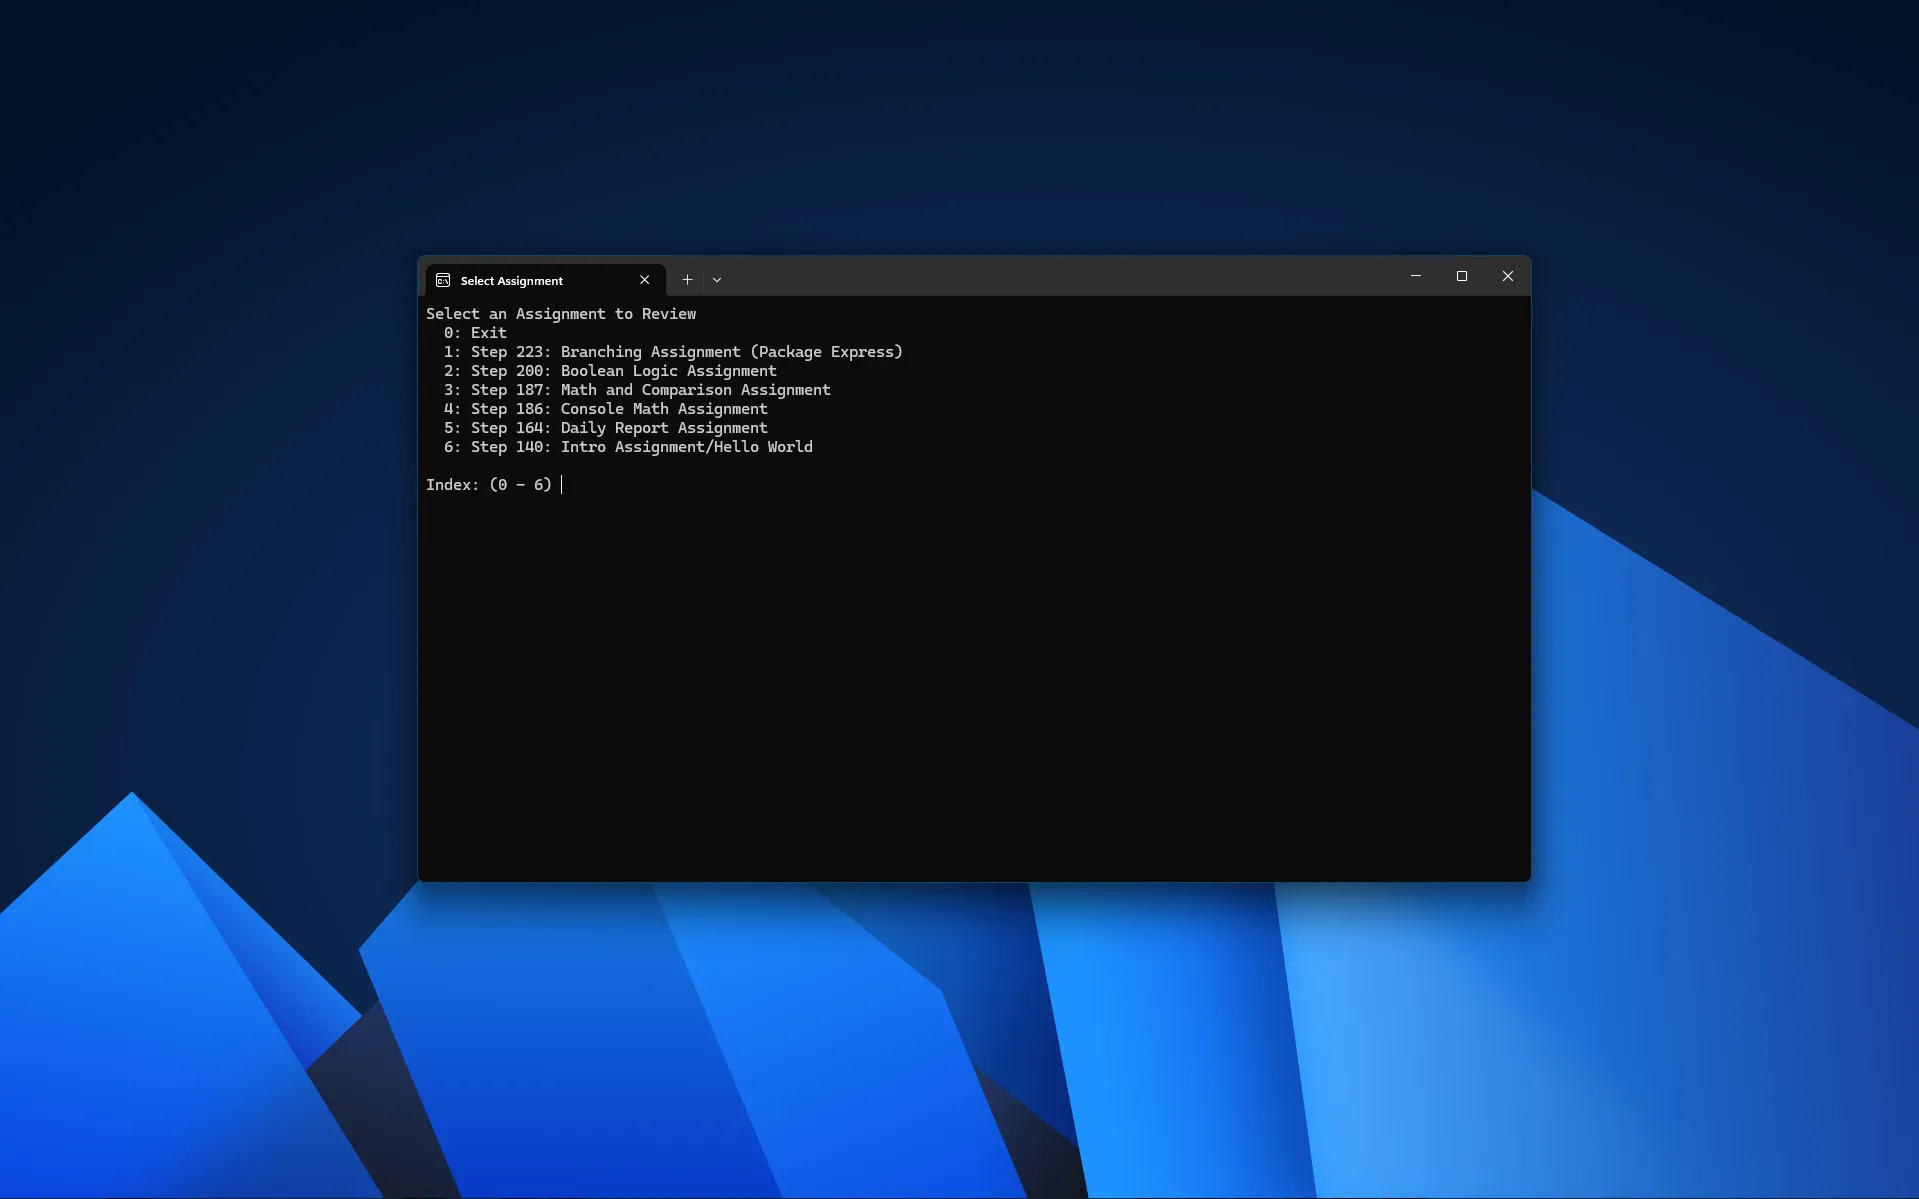 Select Assignment
Select an Assignment to Review
0: Exit
1: Step 223: Branching Assignment (Package Express)
2: Step 200: Boolean Logic Assignment
3: Step 187: Math and Comparison Assignment
4: Step 186: Console Math Assignment
5: Step 164: Daily Report Assignment
6: Step 140: Intro Assignment/Hello World
Index: (0 - 6)